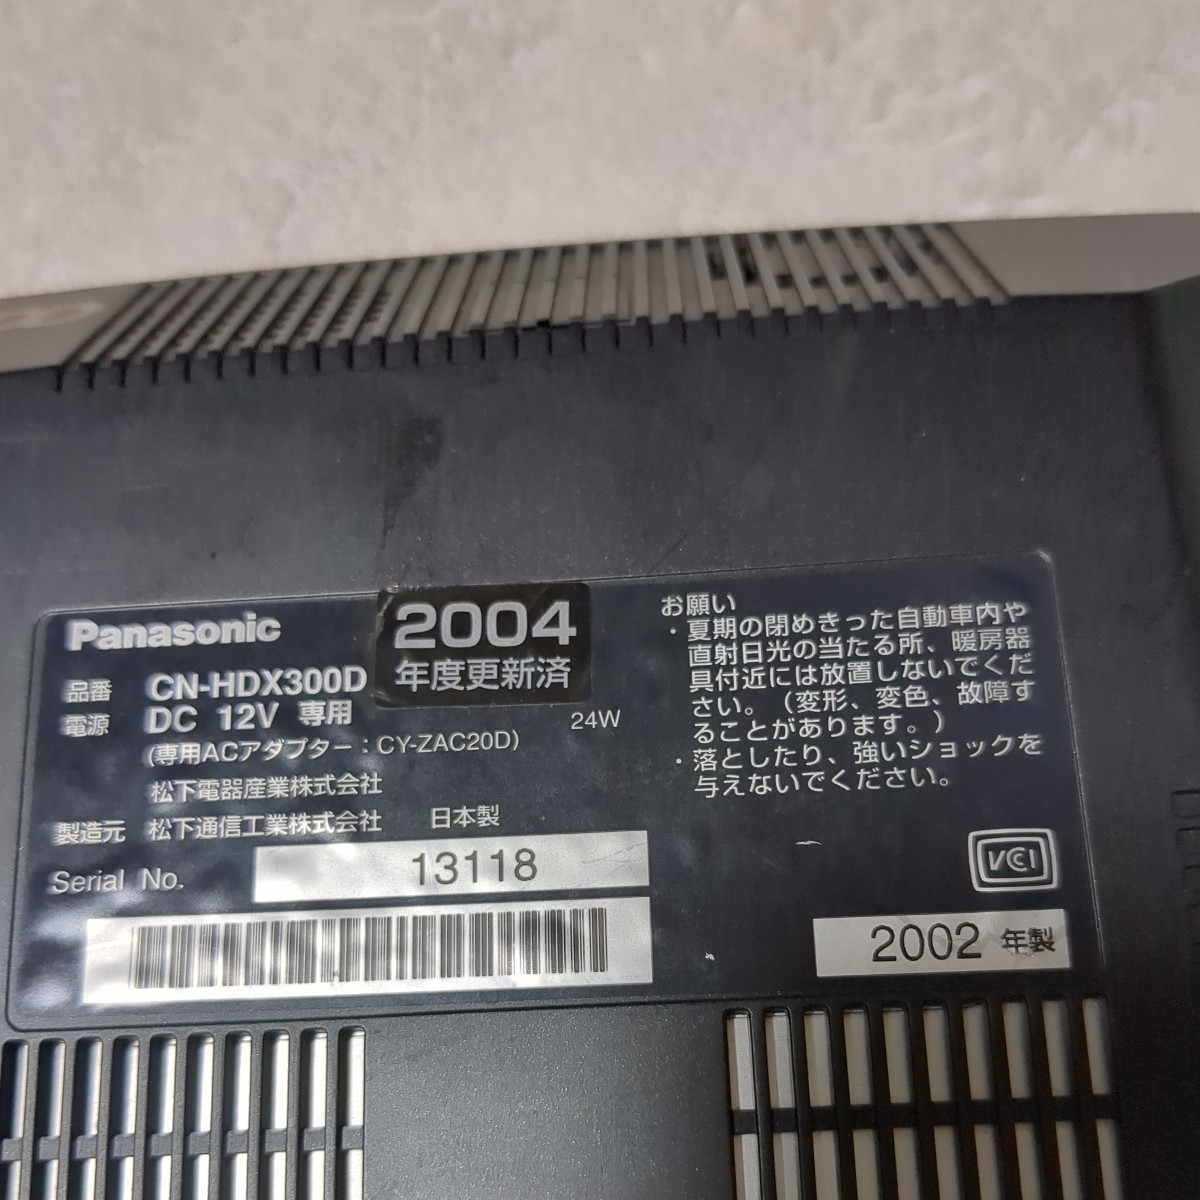 Panasonic
2004
年度更新済
品番 CN-HDX300D
電源 DC 12V 専用 24W
(専用ACアダプター：CY-ZAC20D)
松下電器産業株式会社
製造元 松下通信工業株式会社 日本製
Serial No. 13118
お願い
・夏期の閉めきった自動車内や
直射日光の当たる所、暖房器
具付近には放置しないでくだ
さい。（変形、変色、故障す
ることがあります。）
・落としたり、強いショックを
与えないでください。
VCCI
2002 年製